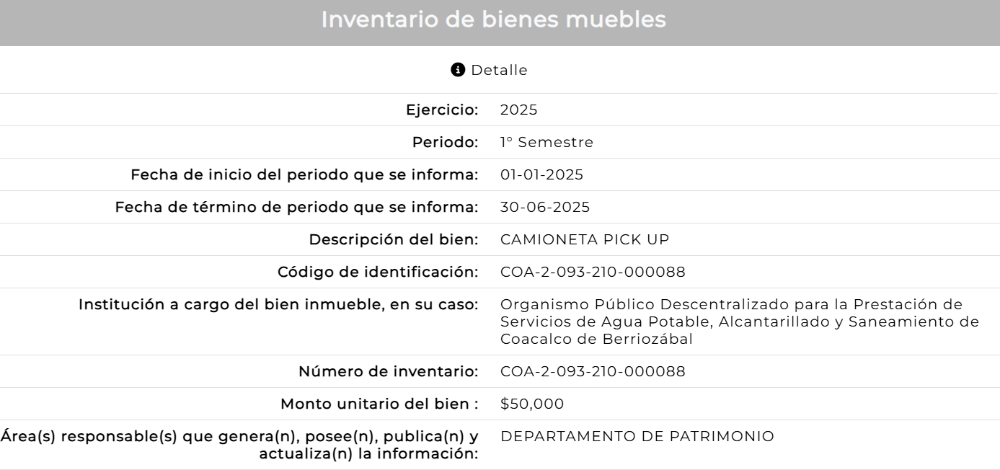 Inventario de bienes muebles
Detalle
Ejercicio: 2025
Periodo: 1° Semestre
Fecha de inicio del periodo que se informa: 01-01-2025
Fecha de término de periodo que se informa: 30-06-2025
Descripción del bien: CAMIONETA PICK UP
Código de identificación: COA-2-093-210-000088
Institución a cargo del bien inmueble, en su caso: Organismo Público Descentralizado para la Prestación de
Servicios de Agua Potable, Alcantarillado y Saneamiento de
Coacalco de Berriozábal
Número de inventario: COA-2-093-210-000088
Monto unitario del bien : $50,000
Área(s) responsable(s) que genera(n), posee(n), publica(n) y DEPARTAMENTO DE PATRIMONIO
actualiza(n) la información: